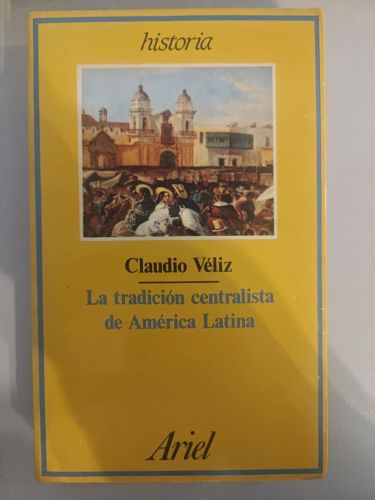 historia
Claudio Véliz
La tradición centralista
de América Latina
Ariel